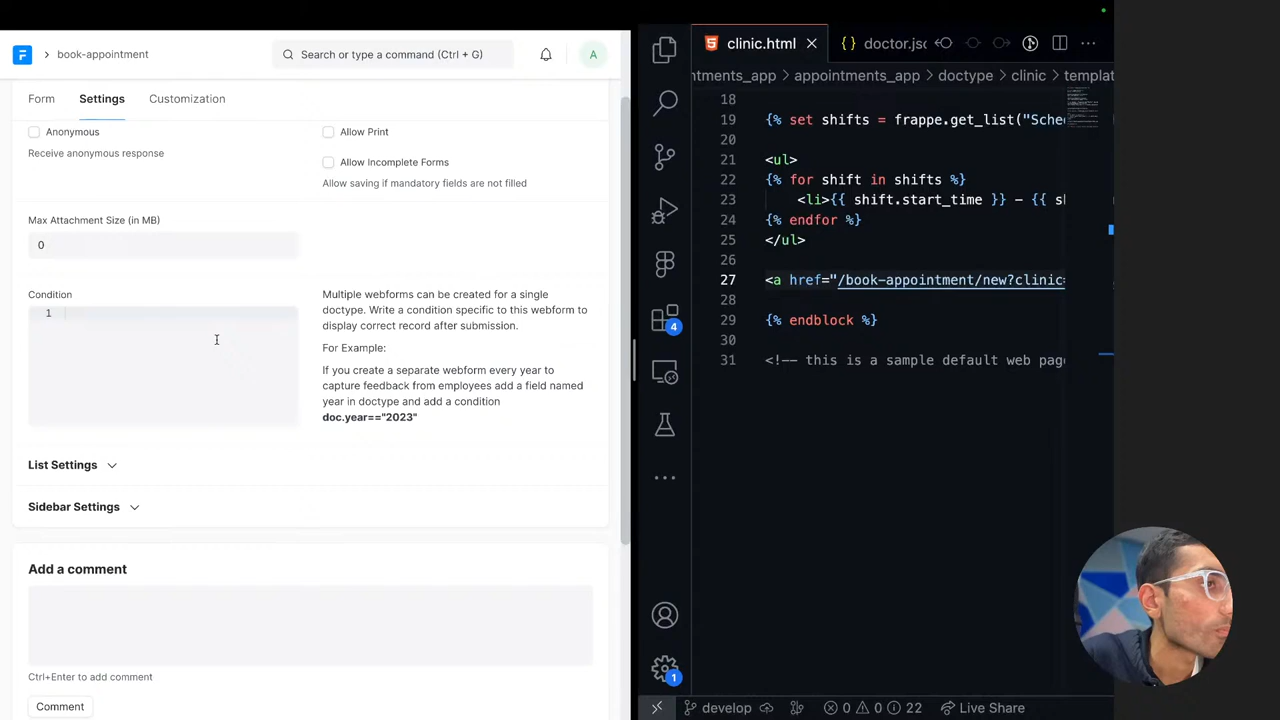 book-appointment
Search or type a command (Ctrl + G)
A
Form
Settings
Customization
Anonymous
Receive anonymous response
Allow Print
Allow Incomplete Forms
Allow saving if mandatory fields are not filled
Max Attachment Size (in MB)
0
Condition
1
Multiple webforms can be created for a single
doctype. Write a condition specific to this webform to
display correct record after submission.
For Example:
If you create a separate webform every year to
capture feedback from employees add a field named
year in doctype and add a condition
doc.year=="2023"
List Settings
Sidebar Settings
Add a comment
Ctrl+Enter to add comment
Comment
clinic.html
{} doctor.jsc
ntments_app > appointments_app > doctype > clinic > templat
18
19 {% set shifts = frappe.get_list("Sche
20
21 <ul>
22 {% for shift in shifts %}
23 <li>{{ shift.start_time }} - {{ sh
24 {% endfor %}
25 </ul>
27 <a href="/book-appointment/new?clinic=
28
29 {% endblock %}
30
31 <!-- this is a sample default web page
4
1
develop
0
0
22
Live Share